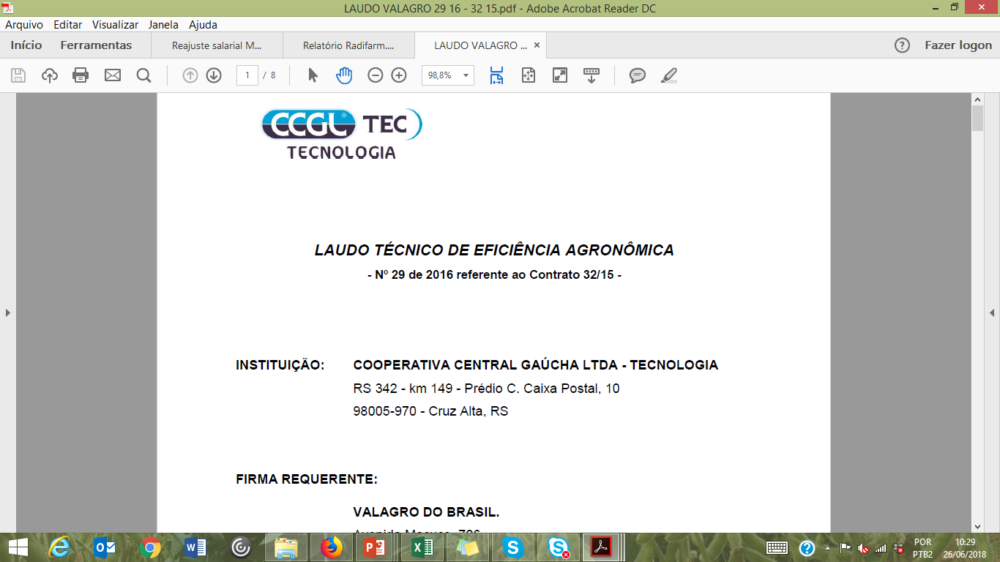 LAUDO VALAGRO 29 16 - 32 15.pdf - Adobe Acrobat Reader DC
Arquivo Editar Visualizar Janela Ajuda
Início Ferramentas Reajuste salarial M... Relatório Radifarm.... LAUDO VALAGRO ... × Fazer logon
1 / 8 98,8%
CCGL® TEC
TECNOLOGIA
LAUDO TÉCNICO DE EFICIÊNCIA AGRONÔMICA
- Nº 29 de 2016 referente ao Contrato 32/15 -
INSTITUIÇÃO: COOPERATIVA CENTRAL GAÚCHA LTDA - TECNOLOGIA
RS 342 - km 149 - Prédio C. Caixa Postal, 10
98005-970 - Cruz Alta, RS
FIRMA REQUERENTE:
VALAGRO DO BRASIL.
POR 10:29
PTB2 26/06/2018